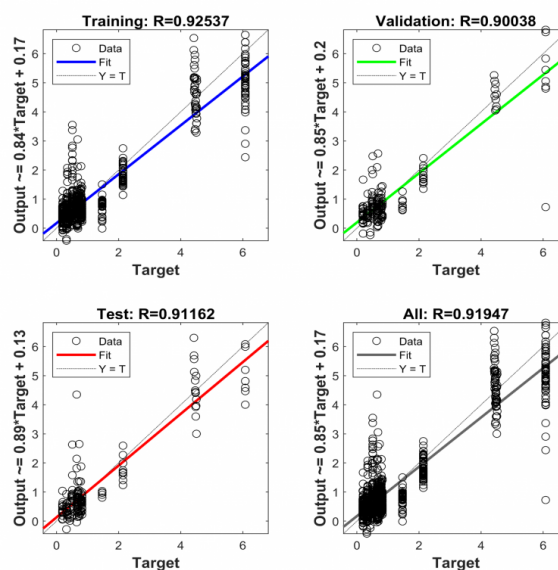 Training: R=0.92537
Output ~= 0.84*Target + 0.17
6
5
4
3
2
1
0
Data
Fit
Y = T
0
2
4
6
Target
Validation: R=0.90038
Output ~= 0.85*Target + 0.2
6
5
4
3
2
1
0
Data
Fit
Y = T
0
2
4
6
Target
Test: R=0.91162
Output ~= 0.89*Target + 0.13
6
5
4
3
2
1
0
Data
Fit
Y = T
0
2
4
6
Target
All: R=0.91947
Output ~= 0.85*Target + 0.17
6
5
4
3
2
1
0
Data
Fit
Y = T
0
2
4
6
Target